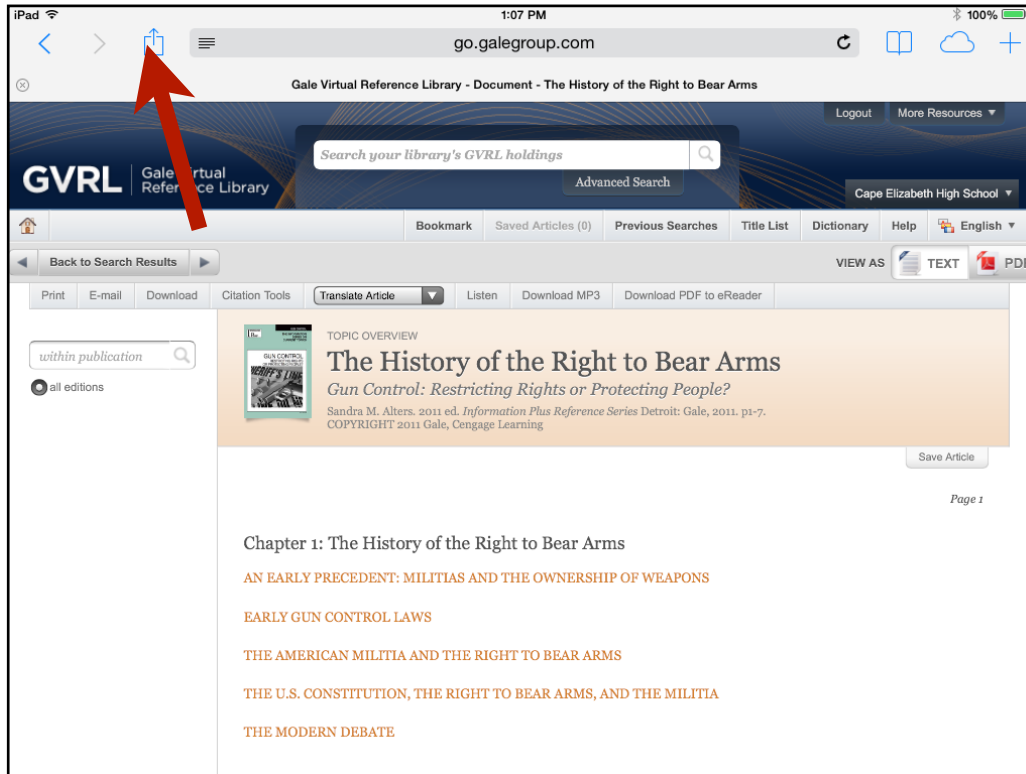 iPad 1:07 PM 100%
go.galegroup.com
Gale Virtual Reference Library - Document - The History of the Right to Bear Arms
Logout More Resources
Search your library's GVRL holdings
GVRL Gale Virtual
Reference Library
Advanced Search
Cape Elizabeth High School
Bookmark Saved Articles (0) Previous Searches Title List Dictionary Help English
Back to Search Results VIEW AS TEXT PDF
Print E-mail Download Citation Tools Translate Article Listen Download MP3 Download PDF to eReader
within publication
all editions
GUN CONTROL
TOPIC OVERVIEW
The History of the Right to Bear Arms
Gun Control: Restricting Rights or Protecting People?
Sandra M. Alters. 2011 ed. Information Plus Reference Series Detroit: Gale, 2011. p1-7.
COPYRIGHT 2011 Gale, Cengage Learning
Save Article
Page 1
Chapter 1: The History of the Right to Bear Arms
AN EARLY PRECEDENT: MILITIAS AND THE OWNERSHIP OF WEAPONS
EARLY GUN CONTROL LAWS
THE AMERICAN MILITIA AND THE RIGHT TO BEAR ARMS
THE U.S. CONSTITUTION, THE RIGHT TO BEAR ARMS, AND THE MILITIA
THE MODERN DEBATE